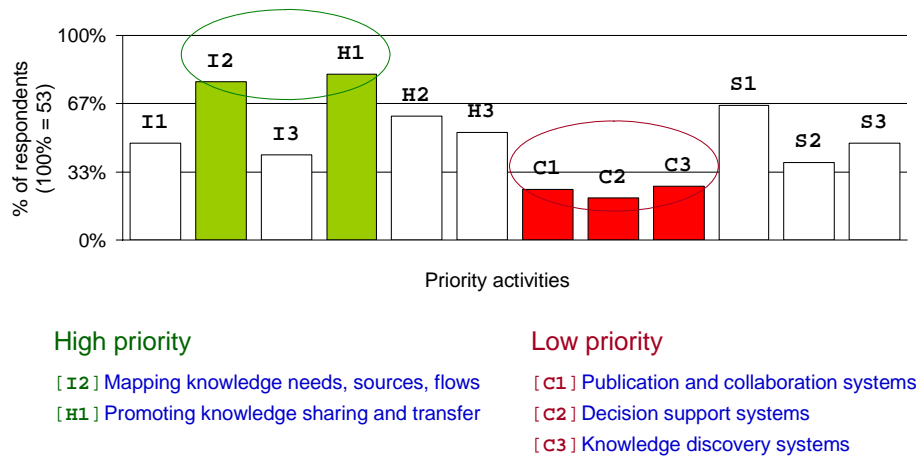 100%
67%
33%
0%
% of respondents
(100% = 53)
I1
I2
I3
H1
H2
H3
C1
C2
C3
S1
S2
S3
Priority activities
High priority
[I2] Mapping knowledge needs, sources, flows
[H1] Promoting knowledge sharing and transfer
Low priority
[C1] Publication and collaboration systems
[C2] Decision support systems
[C3] Knowledge discovery systems